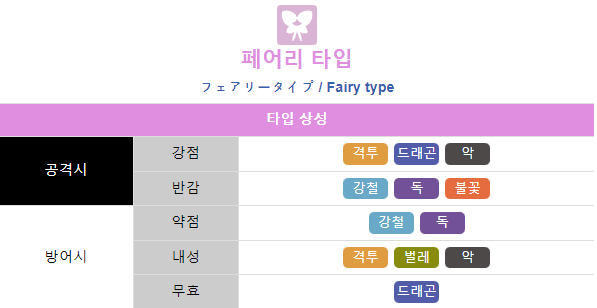 페어리 타입
フェアリータイプ / Fairy type
타입 상성
공격시
강점 격투 드래곤 악
반감 강철 독 불꽃
방어시
약점 강철 독
내성 격투 벌레 악
무효 드래곤